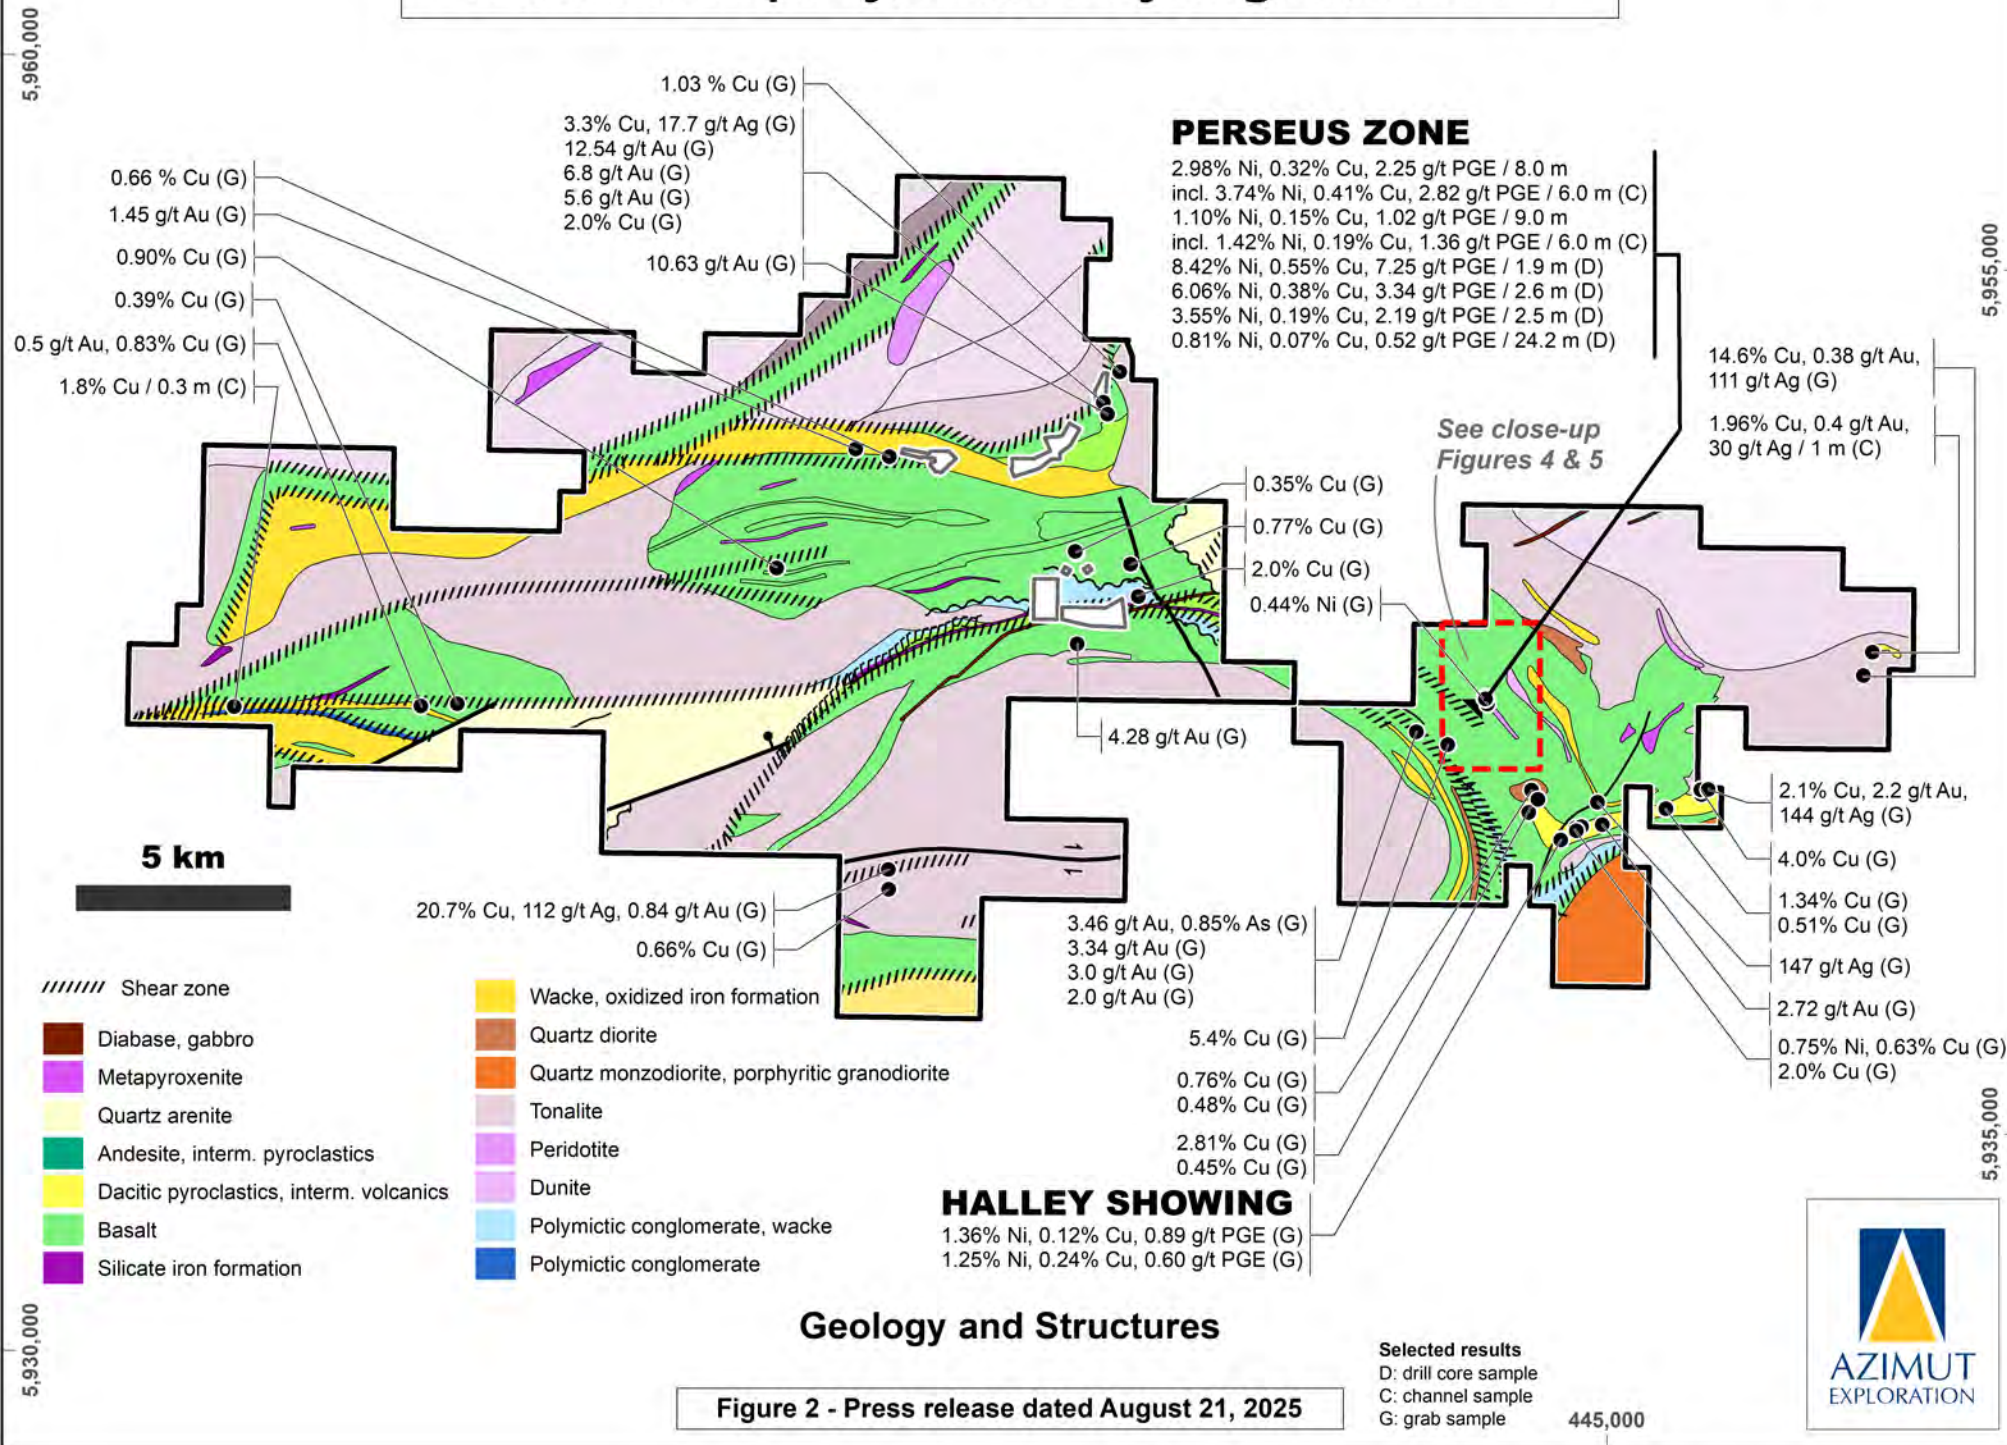 5,960,000
1.03 % Cu (G)
3.3% Cu, 17.7 g/t Ag (G)
12.54 g/t Au (G)
6.8 g/t Au (G)
5.6 g/t Au (G)
2.0% Cu (G)
10.63 g/t Au (G)
0.66 % Cu (G)
1.45 g/t Au (G)
0.90% Cu (G)
0.39% Cu (G)
0.5 g/t Au, 0.83% Cu (G)
1.8% Cu / 0.3 m (C)
PERSEUS ZONE
2.98% Ni, 0.32% Cu, 2.25 g/t PGE / 8.0 m
incl. 3.74% Ni, 0.41% Cu, 2.82 g/t PGE / 6.0 m (C)
1.10% Ni, 0.15% Cu, 1.02 g/t PGE / 9.0 m
incl. 1.42% Ni, 0.19% Cu, 1.36 g/t PGE / 6.0 m (C)
8.42% Ni, 0.55% Cu, 7.25 g/t PGE / 1.9 m (D)
6.06% Ni, 0.38% Cu, 3.34 g/t PGE / 2.6 m (D)
3.55% Ni, 0.19% Cu, 2.19 g/t PGE / 2.5 m (D)
0.81% Ni, 0.07% Cu, 0.52 g/t PGE / 24.2 m (D)
5,955,000
14.6% Cu, 0.38 g/t Au,
111 g/t Ag (G)
1.96% Cu, 0.4 g/t Au,
30 g/t Ag / 1 m (C)
See close-up
Figures 4 & 5
0.35% Cu (G)
0.77% Cu (G)
2.0% Cu (G)
0.44% Ni (G)
4.28 g/t Au (G)
5 km
20.7% Cu, 112 g/t Ag, 0.84 g/t Au (G)
0.66% Cu (G)
3.46 g/t Au, 0.85% As (G)
3.34 g/t Au (G)
3.0 g/t Au (G)
2.0 g/t Au (G)
5.4% Cu (G)
0.76% Cu (G)
0.48% Cu (G)
2.81% Cu (G)
0.45% Cu (G)
HALLEY SHOWING
1.36% Ni, 0.12% Cu, 0.89 g/t PGE (G)
1.25% Ni, 0.24% Cu, 0.60 g/t PGE (G)
2.1% Cu, 2.2 g/t Au,
144 g/t Ag (G)
4.0% Cu (G)
1.34% Cu (G)
0.51% Cu (G)
147 g/t Ag (G)
2.72 g/t Au (G)
0.75% Ni, 0.63% Cu (G)
2.0% Cu (G)
5,935,000
Shear zone
Diabase, gabbro
Metapyroxenite
Quartz arenite
Andesite, interm. pyroclastics
Dacitic pyroclastics, interm. volcanics
Basalt
Silicate iron formation
Wacke, oxidized iron formation
Quartz diorite
Quartz monzodiorite, porphyritic granodiorite
Tonalite
Peridotite
Dunite
Polymictic conglomerate, wacke
Polymictic conglomerate
5,930,000
Geology and Structures
Figure 2 - Press release dated August 21, 2025
Selected results
D: drill core sample
C: channel sample
G: grab sample
445,000
AZIMUT
EXPLORATION